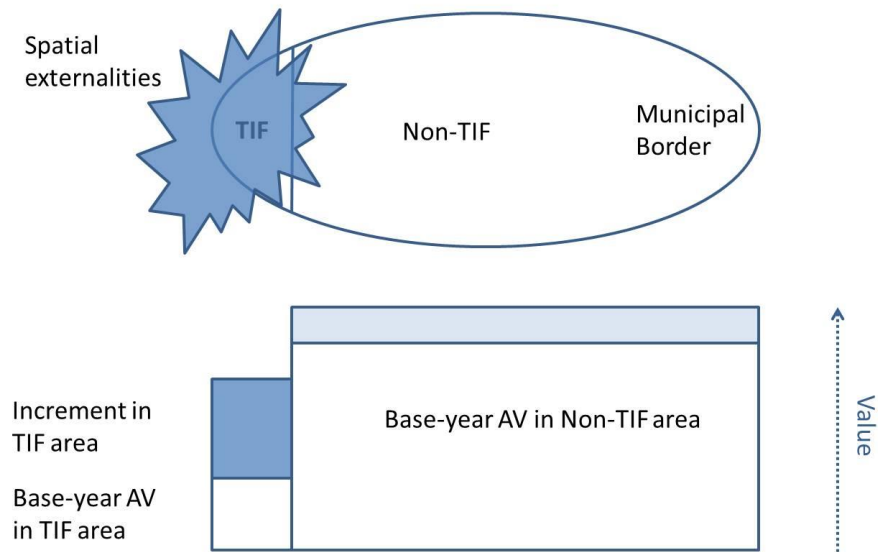 Spatial
externalities
TIF
Non-TIF
Municipal
Border
Increment in
TIF area
Base-year AV
in TIF area
Base-year AV in Non-TIF area
Value